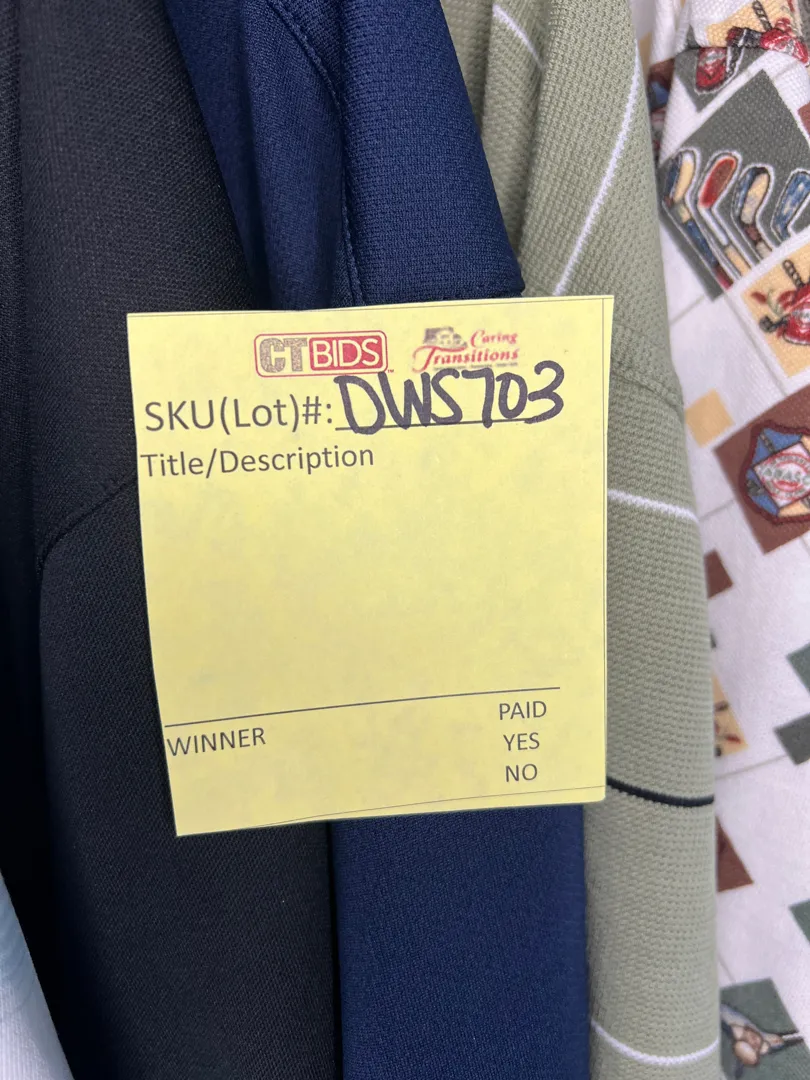 CTBIDS
Caring
Transitions
SKU(Lot)#: DWS703
Title/Description
WINNER
PAID
YES
NO